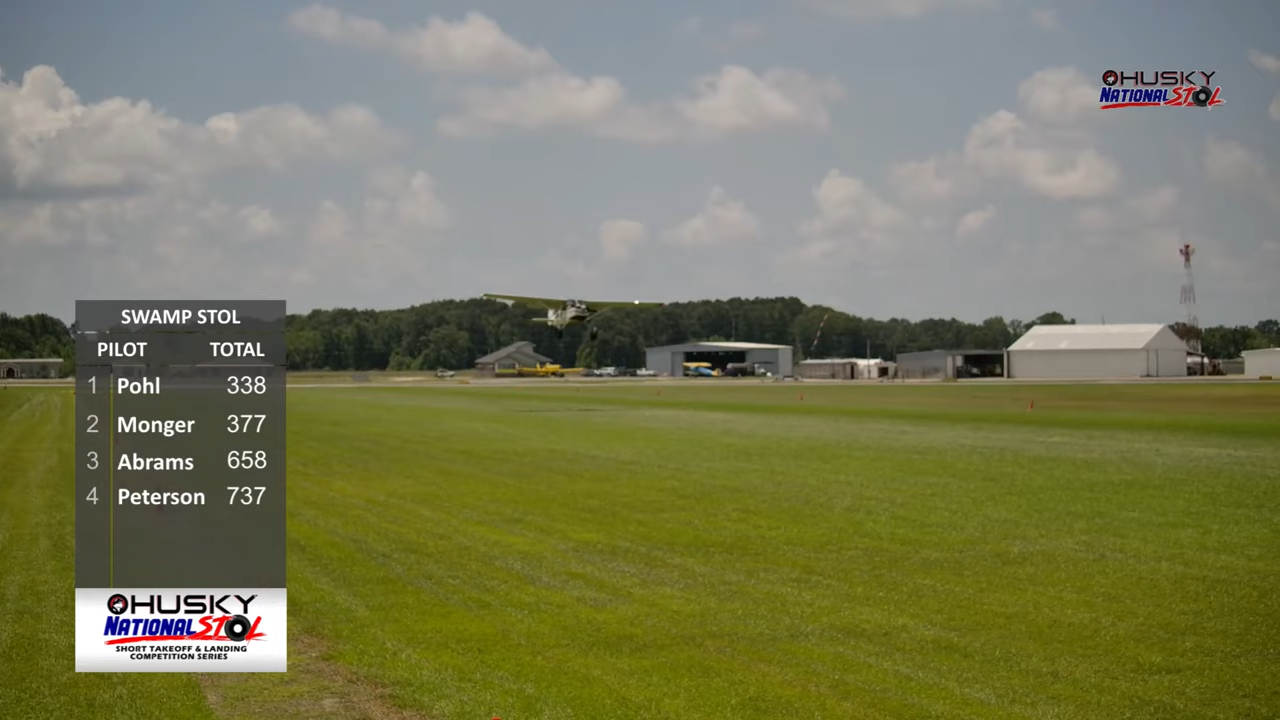 HUSKY
NATIONAL STOL
SWAMP STOL
PILOT TOTAL
1 Pohl 338
2 Monger 377
3 Abrams 658
4 Peterson 737
HUSKY
NATIONAL STOL
SHORT TAKEOFF & LANDING
COMPETITION SERIES